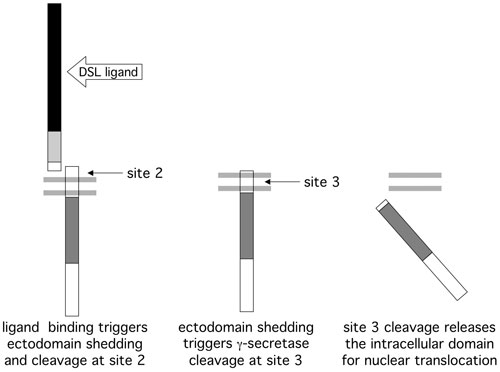 DSL ligand
site 2
site 3
ligand binding triggers
ectodomain shedding
and cleavage at site 2
ectodomain shedding
triggers γ-secretase
cleavage at site 3
site 3 cleavage releases
the intracellular domain
for nuclear translocation